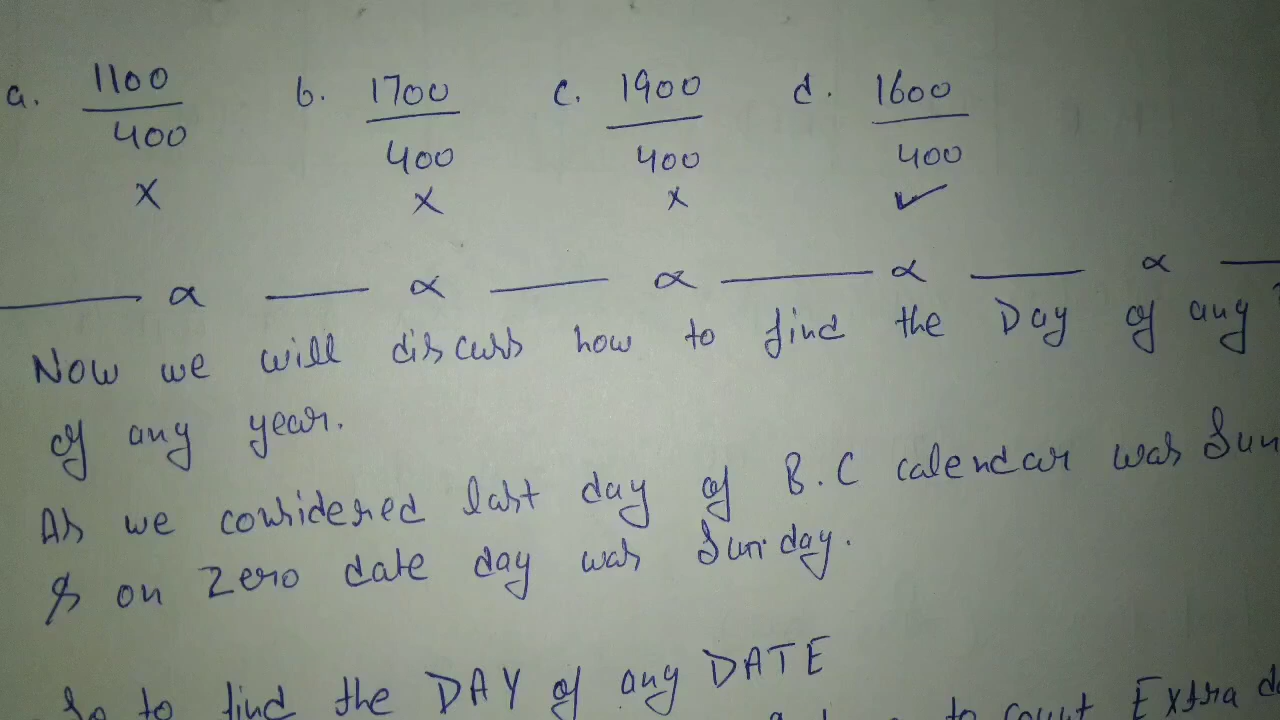 a. 1100/400 b. 1700/400 c. 1900/400 d. 1600/400
X X X ✓
∝ ∝ ∝ ∝ ∝
Now we will discuss how to find the Day of any
of any year.
As we considered last day of B.C calendar was Sun
& on Zero date day was Sunday.
So to find the DAY of any DATE
to count Extra